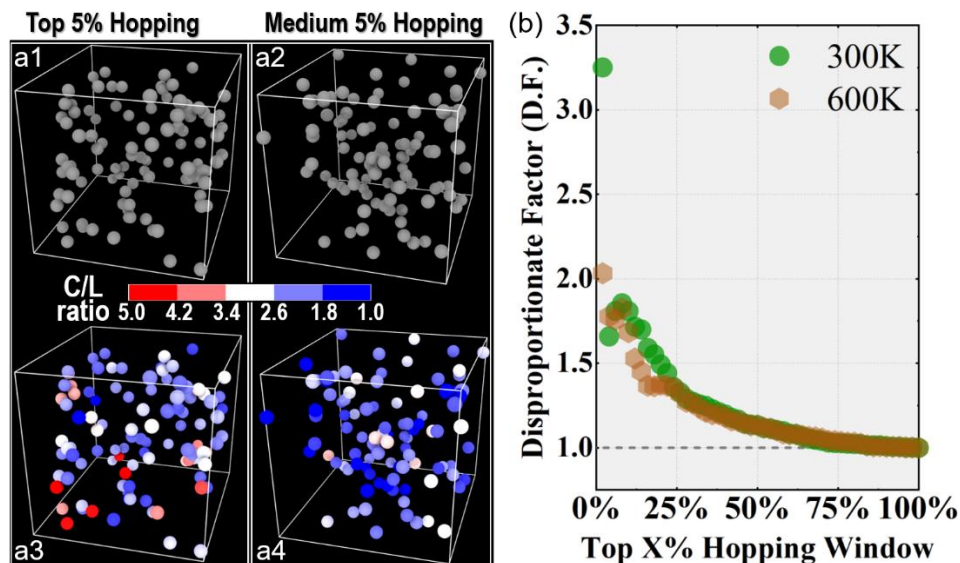 Top 5% Hopping
Medium 5% Hopping
a1
a2
C/L
ratio
5.0 4.2 3.4 2.6 1.8 1.0
a3
a4
(b)
300K
600K
Disproportionate Factor (D.F.)
3.5
3.0
2.5
2.0
1.5
1.0
0% 25% 50% 75% 100%
Top X% Hopping Window